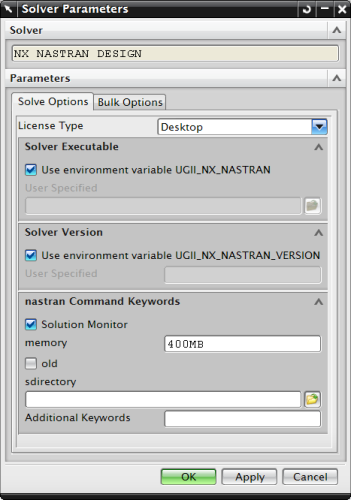 Solver Parameters
Solver
NX NASTRAN DESIGN
Parameters
Solve Options Bulk Options
License Type Desktop
Solver Executable
Use environment variable UGII_NX_NASTRAN
User Specified
Solver Version
Use environment variable UGII_NX_NASTRAN_VERSION
User Specified
nastran Command Keywords
Solution Monitor
memory 400MB
old
sdirectory
Additional Keywords
OK Apply Cancel